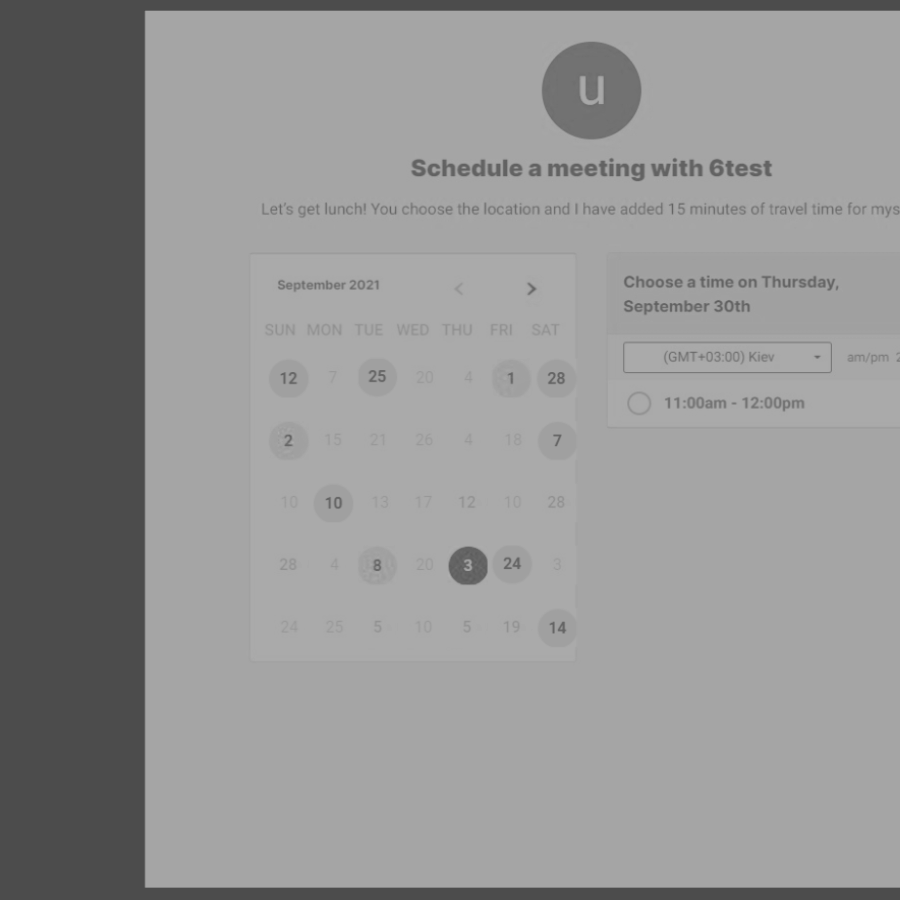 u
Schedule a meeting with 6test
Let's get lunch! You choose the location and I have added 15 minutes of travel time for mys
September 2021 < >
SUN MON TUE WED THU FRI SAT
12 7 25 20 4 1 28
2 15 21 26 4 18 7
10 10 13 17 12 10 28
28 4 8 20 3 24 3
24 25 5 10 5 19 14
Choose a time on Thursday,
September 30th
(GMT+03:00) Kiev am/pm 2
11:00am - 12:00pm